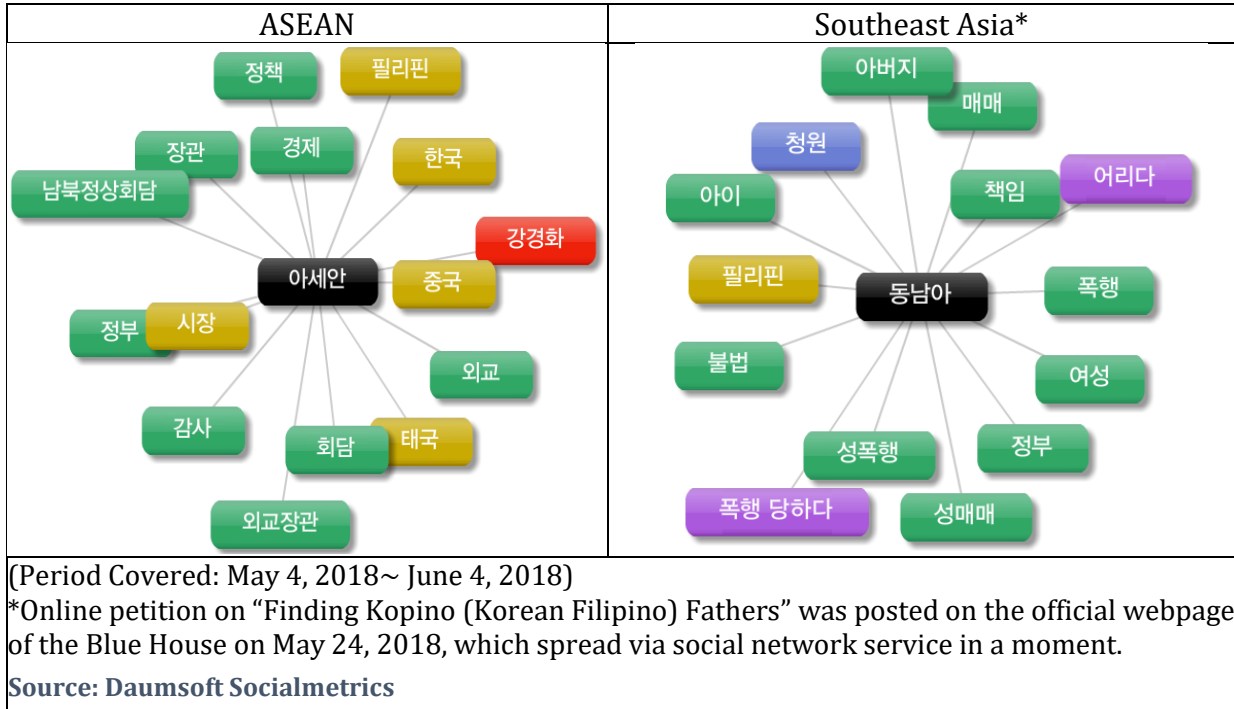 ASEAN
Southeast Asia*
정책
필리핀
장관
경제
한국
남북정상회담
강경화
아세안
중국
정부
시장
외교
감사
회담
태국
외교장관
아버지
매매
청원
어리다
아이
책임
필리핀
동남아
폭행
불법
여성
성폭행
정부
폭행 당하다
성매매
(Period Covered: May 4, 2018~ June 4, 2018)
*Online petition on “Finding Kopino (Korean Filipino) Fathers” was posted on the official webpage
of the Blue House on May 24, 2018, which spread via social network service in a moment.
Source: Daumsoft Socialmetrics